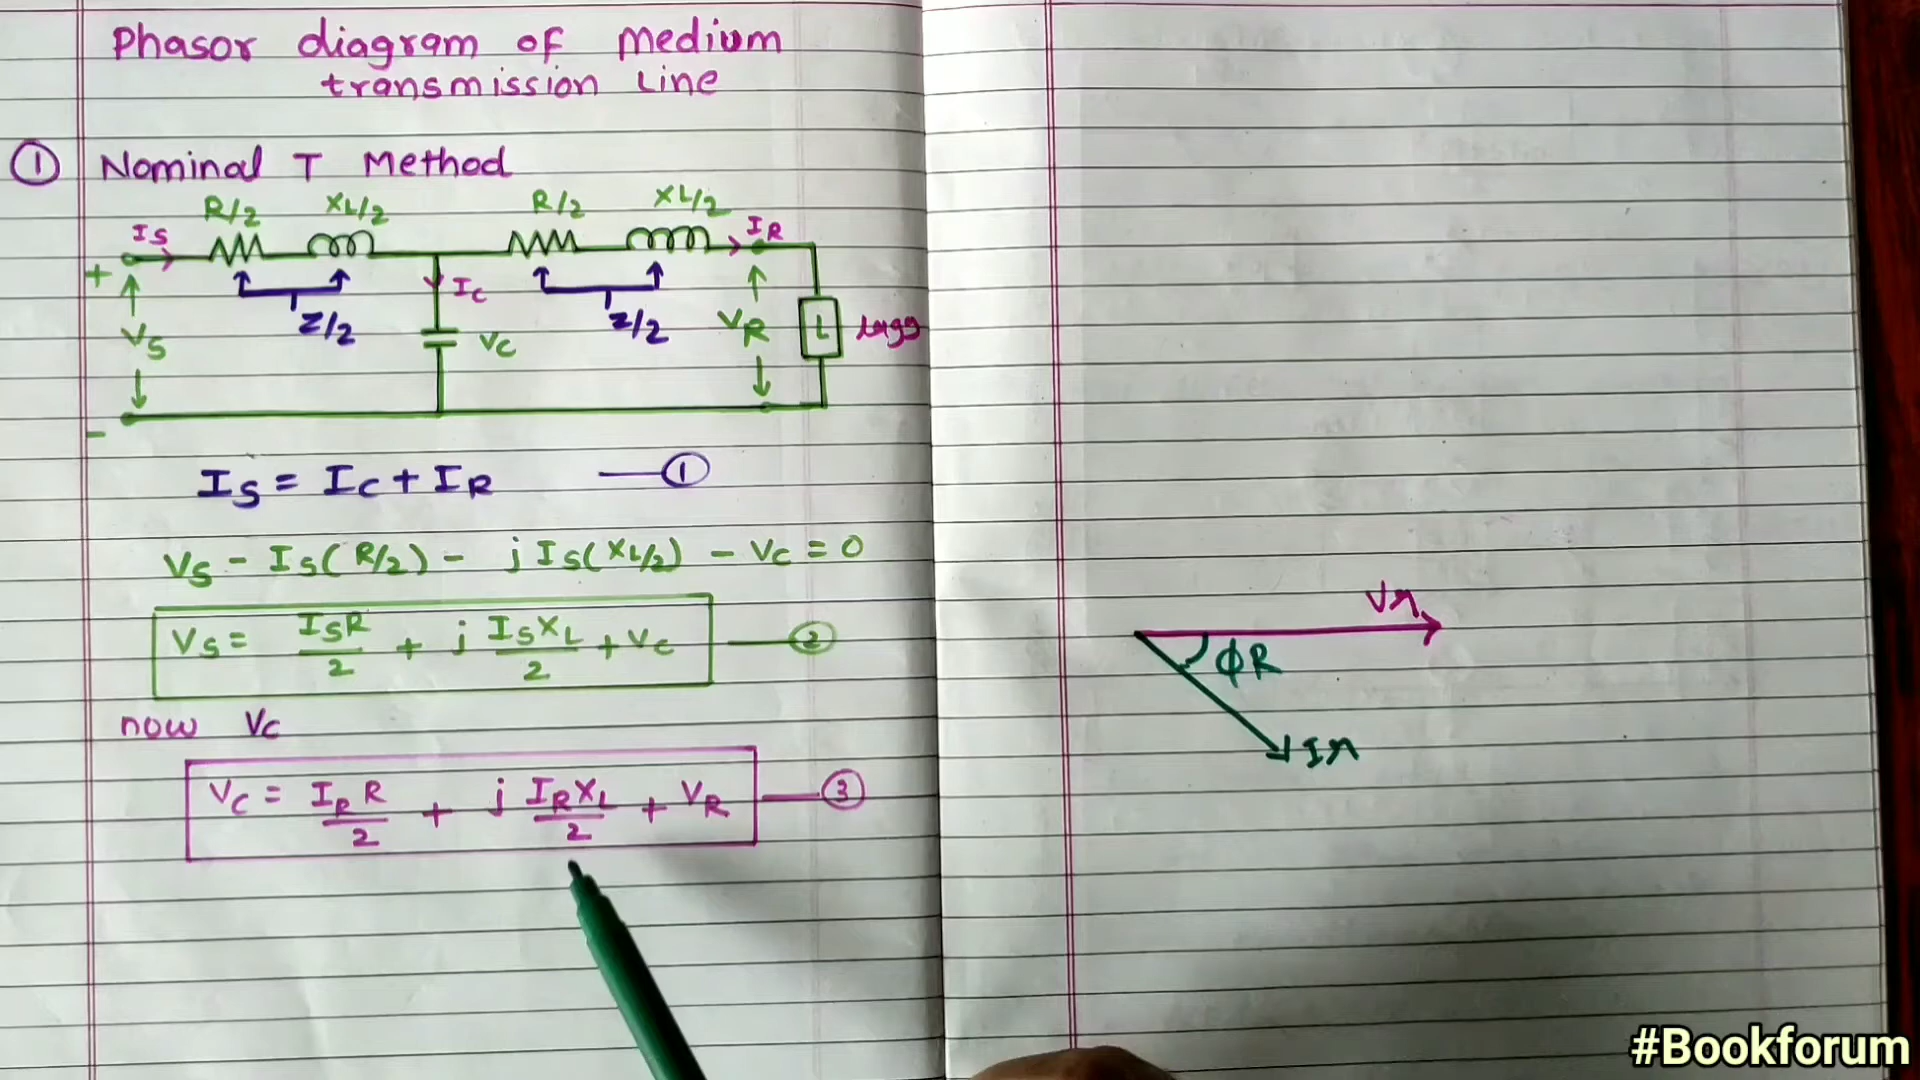 Phasor diagram of medium
transmission Line
① Nominal T Method
R/2 XL/2 R/2 XL/2
IS IR
+ IC
Z/2 Z/2
VS VC VR L lagg
-
IS = IC + IR —①
VS - IS(R/2) - j IS(XL/2) - VC = 0
VS = ISR/2 + j ISXL/2 + VC —②
now VC
VC = IR R/2 + j IRXL/2 + VR —③
Vr
ΦR
Ir
#Bookforum